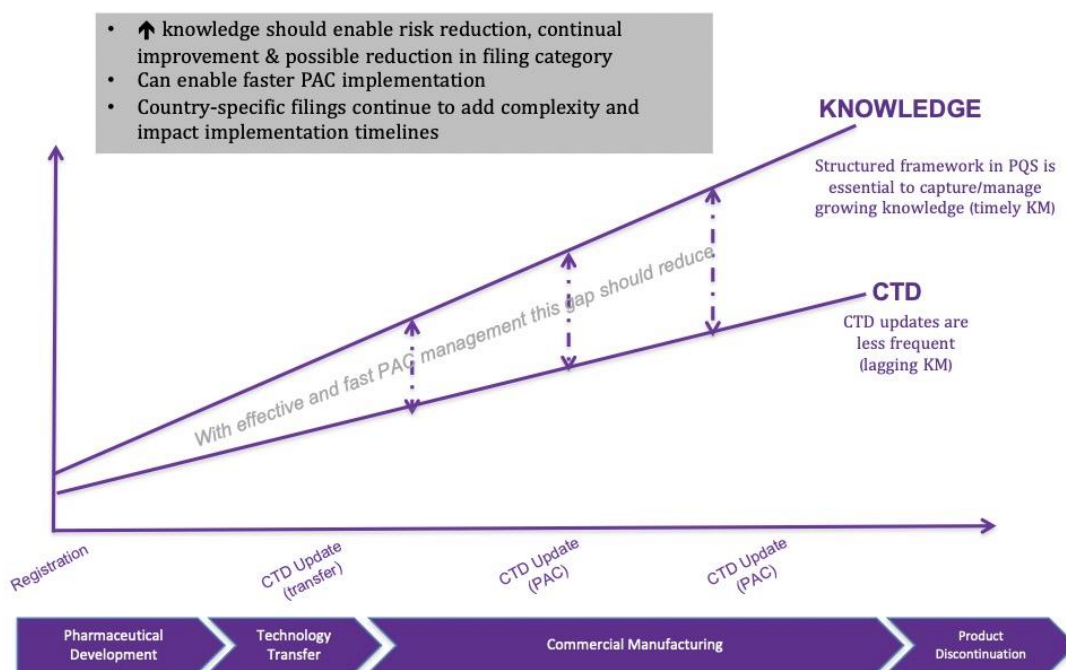 • ↑ knowledge should enable risk reduction, continual
improvement & possible reduction in filing category
• Can enable faster PAC implementation
• Country-specific filings continue to add complexity and
impact implementation timelines
KNOWLEDGE
Structured framework in PQS is
essential to capture/manage
growing knowledge (timely KM)
With effective and fast PAC management this gap should reduce
CTD
CTD updates are
less frequent
(lagging KM)
Registration
CTD Update
(transfer)
CTD Update
(PAC)
CTD Update
(PAC)
Pharmaceutical
Development
Technology
Transfer
Commercial Manufacturing
Product
Discontinuation